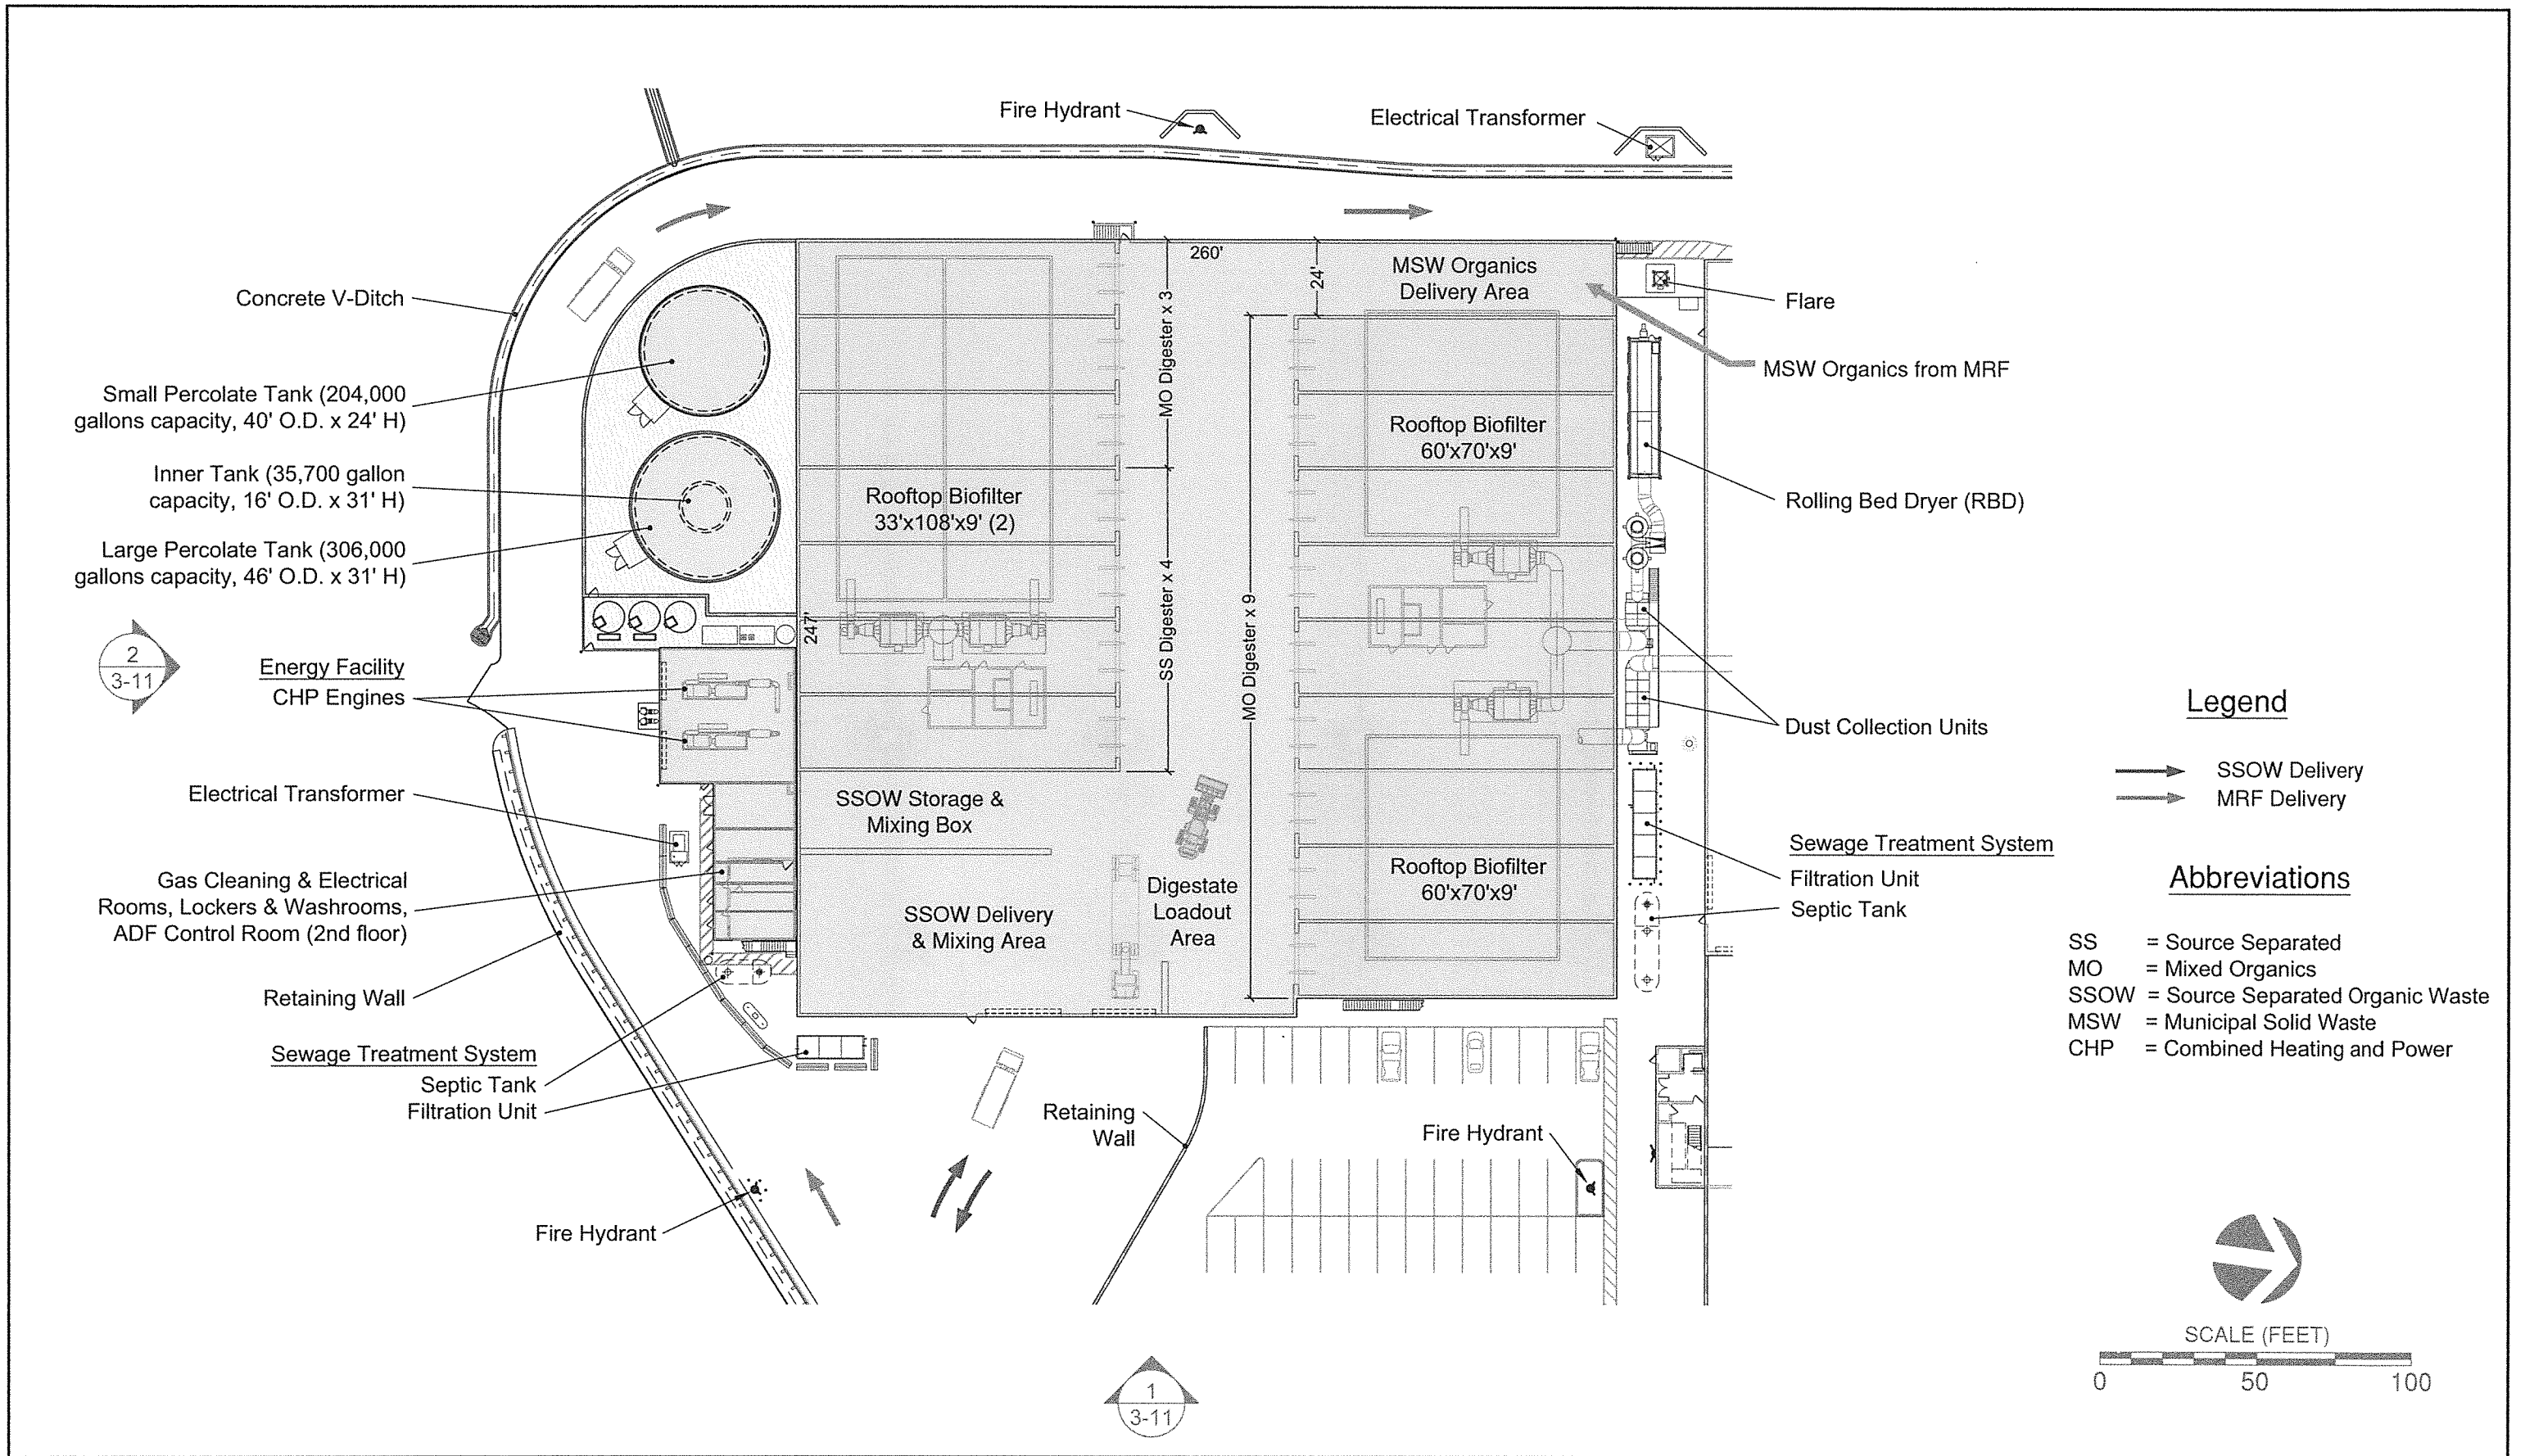 Fire Hydrant
Electrical Transformer
260'
24'
MSW Organics
Delivery Area
Concrete V-Ditch
Flare
MO Digester x 3
MSW Organics from MRF
Small Percolate Tank (204,000
gallons capacity, 40' O.D. x 24' H)
Rooftop Biofilter
60'x70'x9'
Inner Tank (35,700 gallon
capacity, 16' O.D. x 31' H)
Rooftop Biofilter
33'x108'x9' (2)
Rolling Bed Dryer (RBD)
Large Percolate Tank (306,000
gallons capacity, 46' O.D. x 31' H)
SS Digester x 4
MO Digester x 9
247'
2
3-11
Energy Facility
CHP Engines
Dust Collection Units
Legend
SSOW Delivery
MRF Delivery
Electrical Transformer
SSOW Storage &
Mixing Box
Sewage Treatment System
Filtration Unit
Septic Tank
Gas Cleaning & Electrical
Rooms, Lockers & Washrooms,
ADF Control Room (2nd floor)
SSOW Delivery
& Mixing Area
Digestate
Loadout
Area
Rooftop Biofilter
60'x70'x9'
Abbreviations
SS = Source Separated
MO = Mixed Organics
SSOW = Source Separated Organic Waste
MSW = Municipal Solid Waste
CHP = Combined Heating and Power
Retaining Wall
Sewage Treatment System
Septic Tank
Filtration Unit
Retaining
Wall
Fire Hydrant
Fire Hydrant
SCALE (FEET)
0 50 100
1
3-11